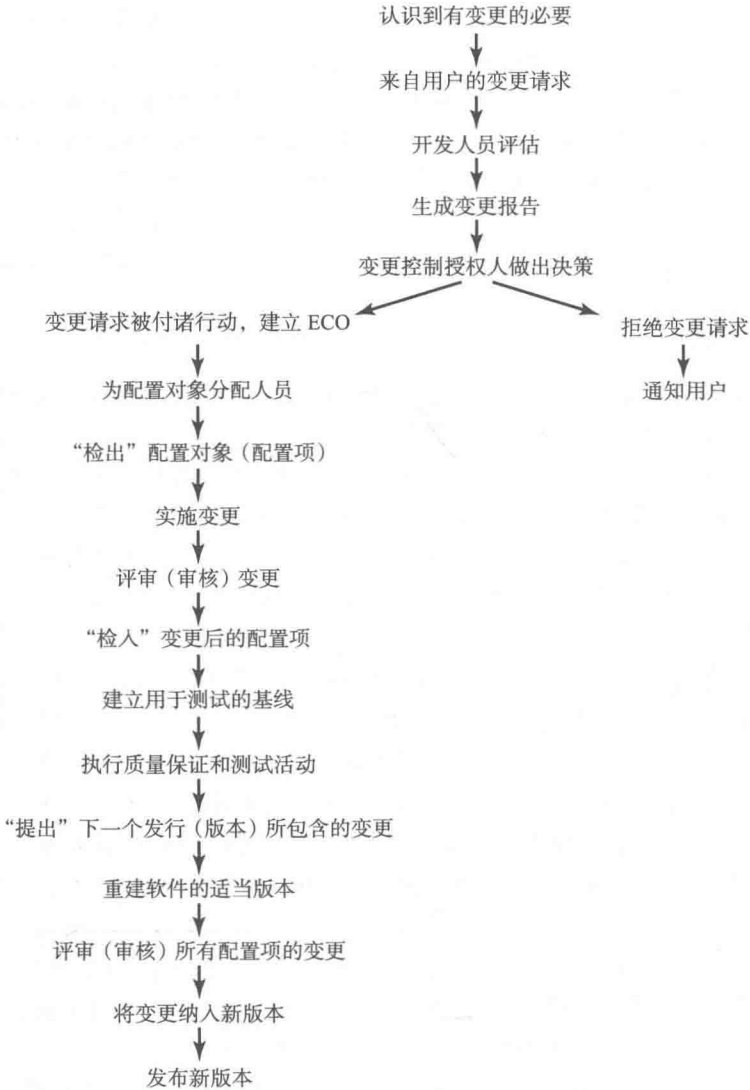 认识到有变更的必要
来自用户的变更请求
开发人员评估
生成变更报告
变更控制授权人做出决策
变更请求被付诸行动，建立 ECO
拒绝变更请求
为配置对象分配人员
通知用户
“检出”配置对象（配置项）
实施变更
评审（审核）变更
“检入”变更后的配置项
建立用于测试的基线
执行质量保证和测试活动
“提出”下一个发行（版本）所包含的变更
重建软件的适当版本
评审（审核）所有配置项的变更
将变更纳入新版本
发布新版本